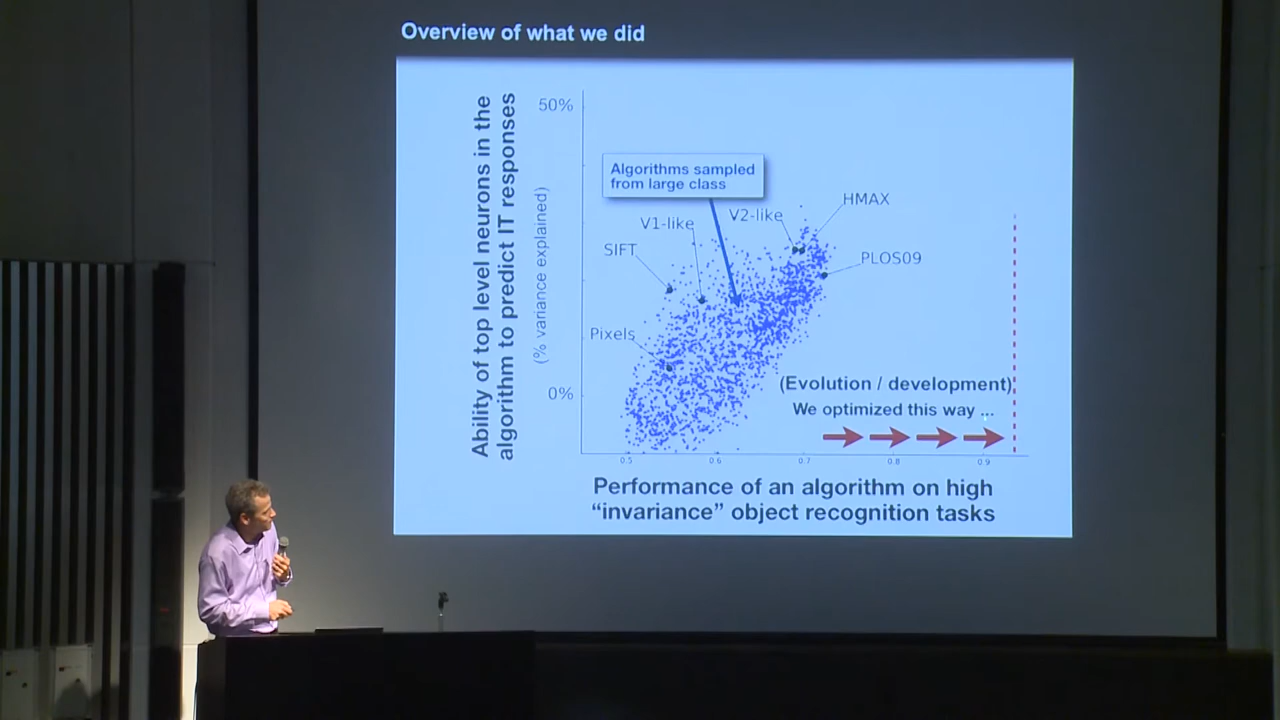 Overview of what we did
Ability of top level neurons in the
algorithm to predict IT responses
(% variance explained)
50%
0%
Algorithms sampled
from large class
HMAX
V2-like
V1-like
SIFT
PLOS09
Pixels
(Evolution / development)
We optimized this way ...
0.5 0.6 0.7 0.8 0.9
Performance of an algorithm on high
“invariance” object recognition tasks